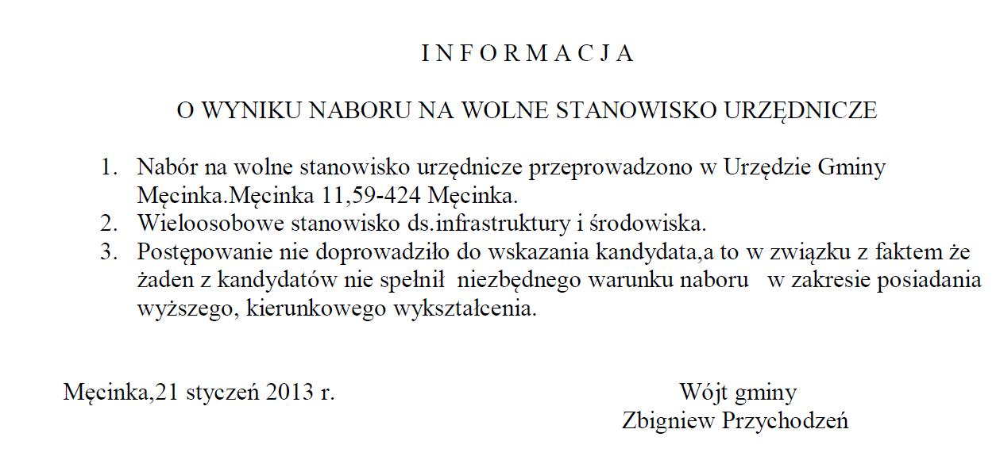 I N F O R M A C J A
O WYNIKU NABORU NA WOLNE STANOWISKO URZĘDNICZE
1. Nabór na wolne stanowisko urzędnicze przeprowadzono w Urzędzie Gminy
Męcinka.Męcinka 11,59-424 Męcinka.
2. Wieloosobowe stanowisko ds.infrastruktury i środowiska.
3. Postępowanie nie doprowadziło do wskazania kandydata,a to w związku z faktem że
żaden z kandydatów nie spełnił niezbędnego warunku naboru w zakresie posiadania
wyższego, kierunkowego wykształcenia.
Męcinka,21 styczeń 2013 r.
Wójt gminy
Zbigniew Przychodzeń